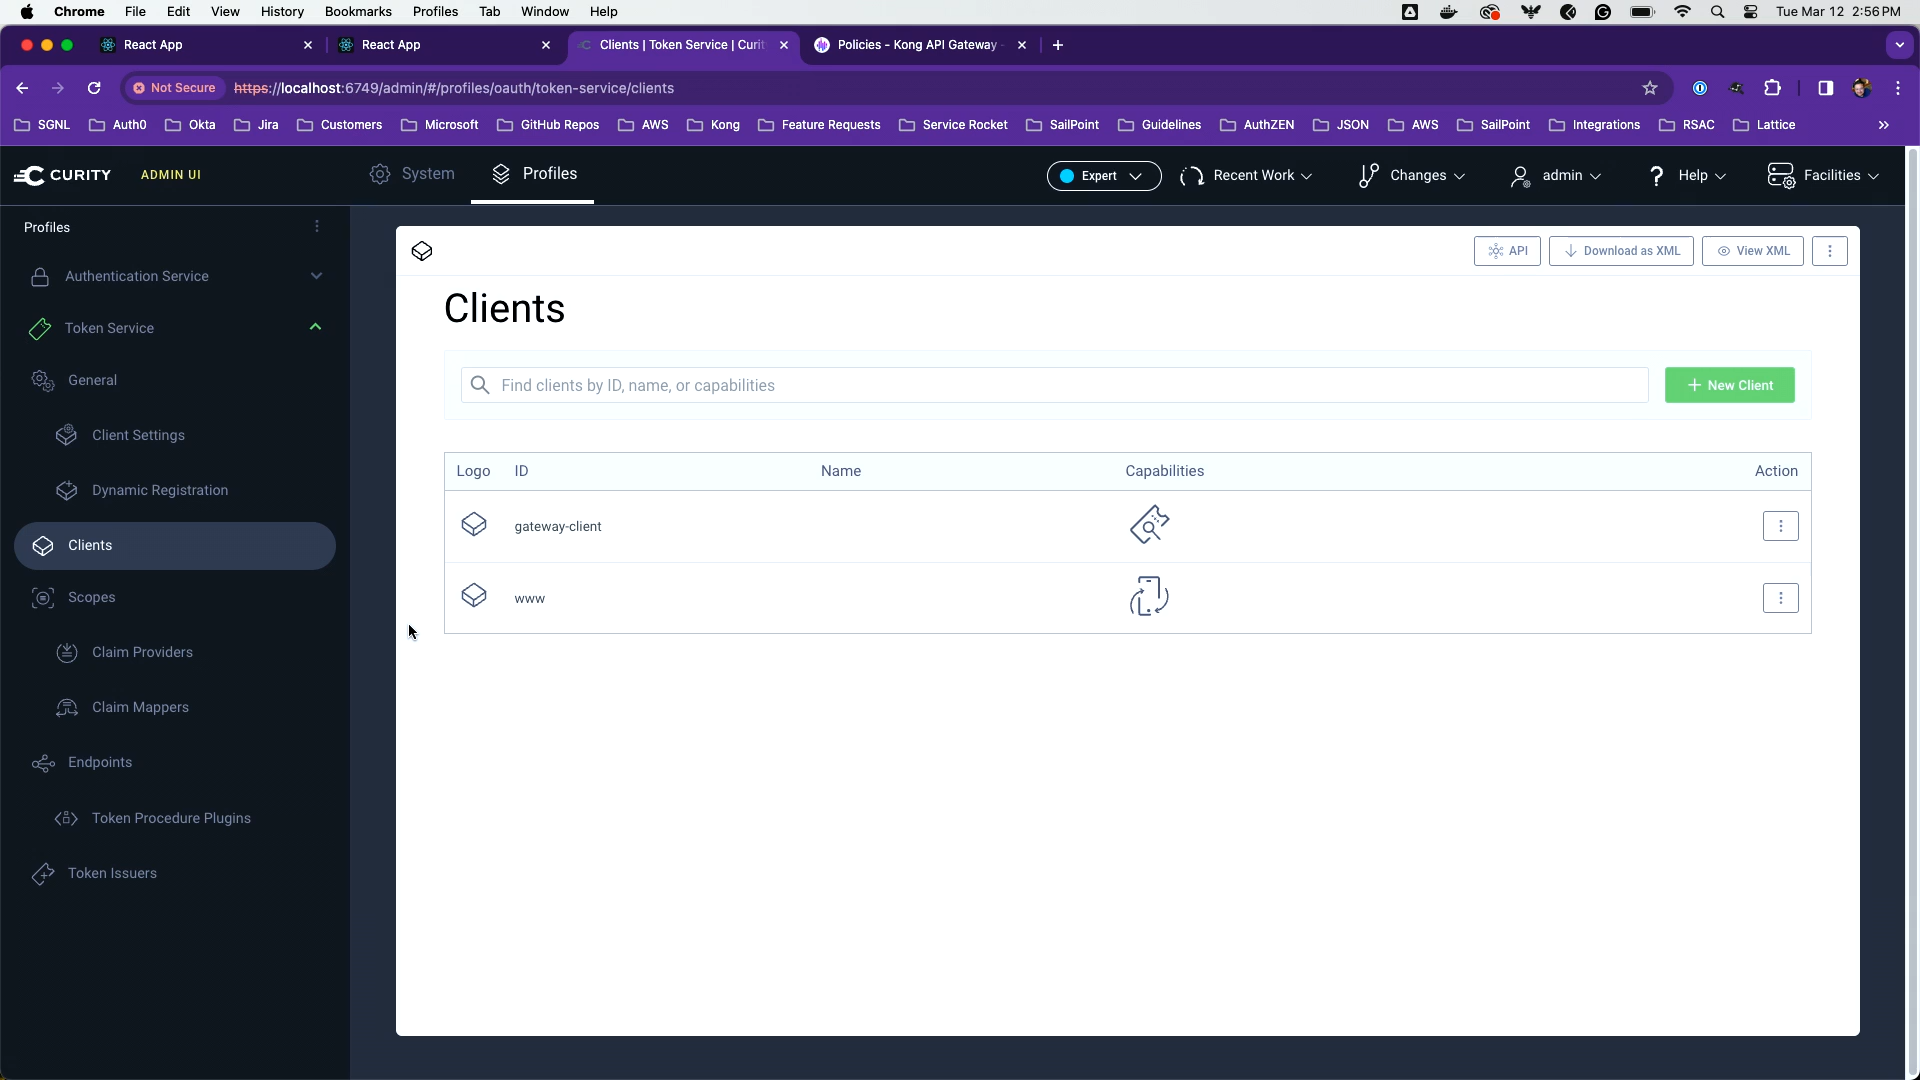 Chrome File Edit View History Bookmarks Profiles Tab Window Help Tue Mar 12 2:56 PM
React App React App Clients | Token Service | Curit Policies - Kong API Gateway
Not Secure https://localhost:6749/admin/#/profiles/oauth/token-service/clients
SGNL Auth0 Okta Jira Customers Microsoft GitHub Repos AWS Kong Feature Requests Service Rocket SailPoint Guidelines AuthZEN JSON AWS SailPoint Integrations RSAC Lattice »
CURITY ADMIN UI System Profiles Expert Recent Work Changes admin Help Facilities
Profiles
Authentication Service
Token Service
General
Client Settings
Dynamic Registration
Clients
Scopes
Claim Providers
Claim Mappers
Endpoints
Token Procedure Plugins
Token Issuers
API Download as XML View XML
Clients
Find clients by ID, name, or capabilities
+ New Client
Logo ID Name Capabilities Action
gateway-client
www